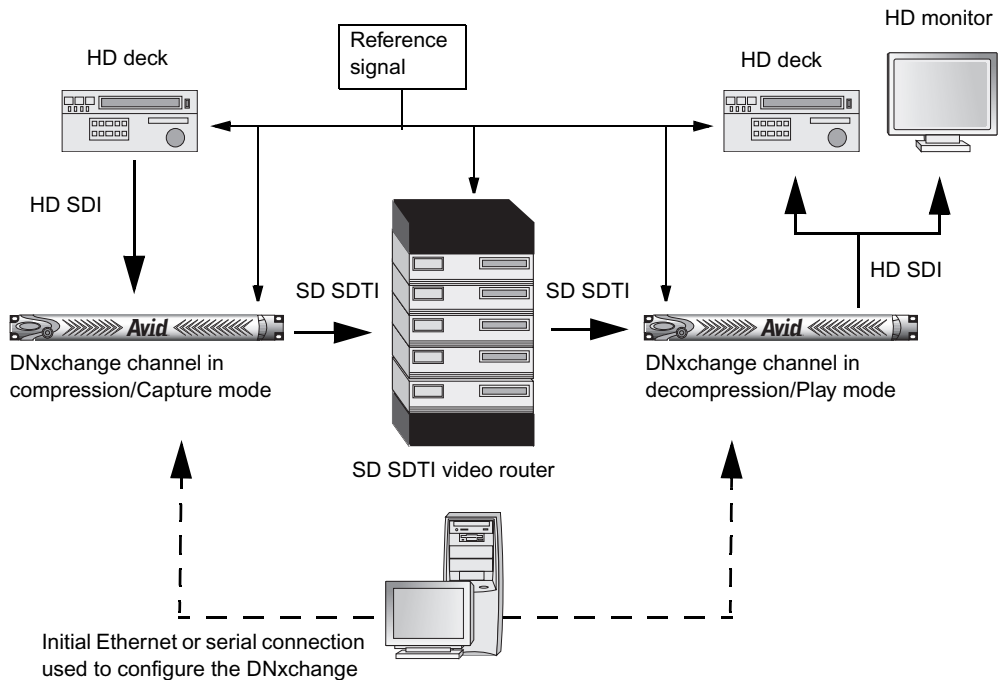 HD monitor
Reference
signal
HD deck
HD deck
HD SDI
HD SDI
SD SDTI
SD SDTI
Avid
Avid
DNxchange channel in
compression/Capture mode
DNxchange channel in
decompression/Play mode
SD SDTI video router
Initial Ethernet or serial connection
used to configure the DNxchange